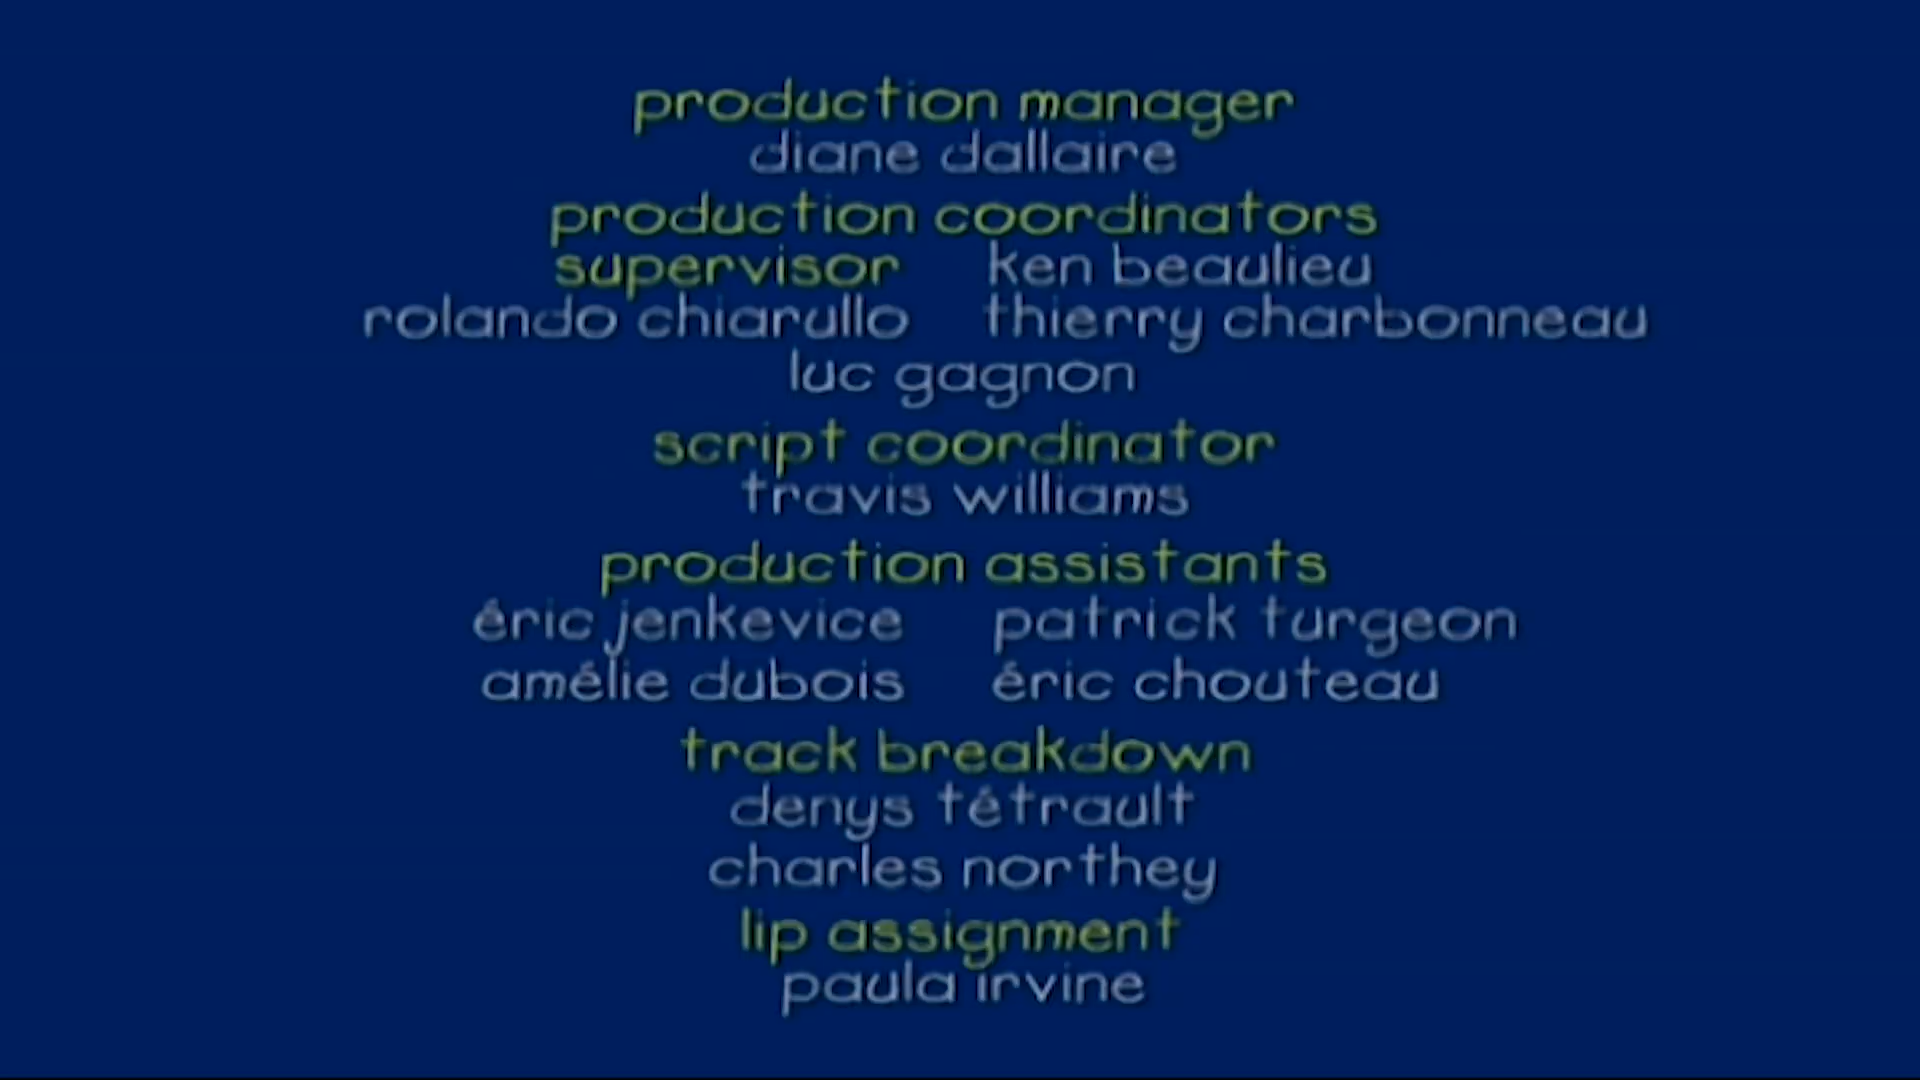 production manager
diane dallaire
production coordinators
supervisor ken beaulieu
rolando chiarullo thierry charbonneau
luc gagnon
script coordinator
travis williams
production assistants
éric jenkevice patrick turgeon
amélie dubois éric chouteau
track breakdown
denys tétrault
charles northey
lip assignment
paula irvine